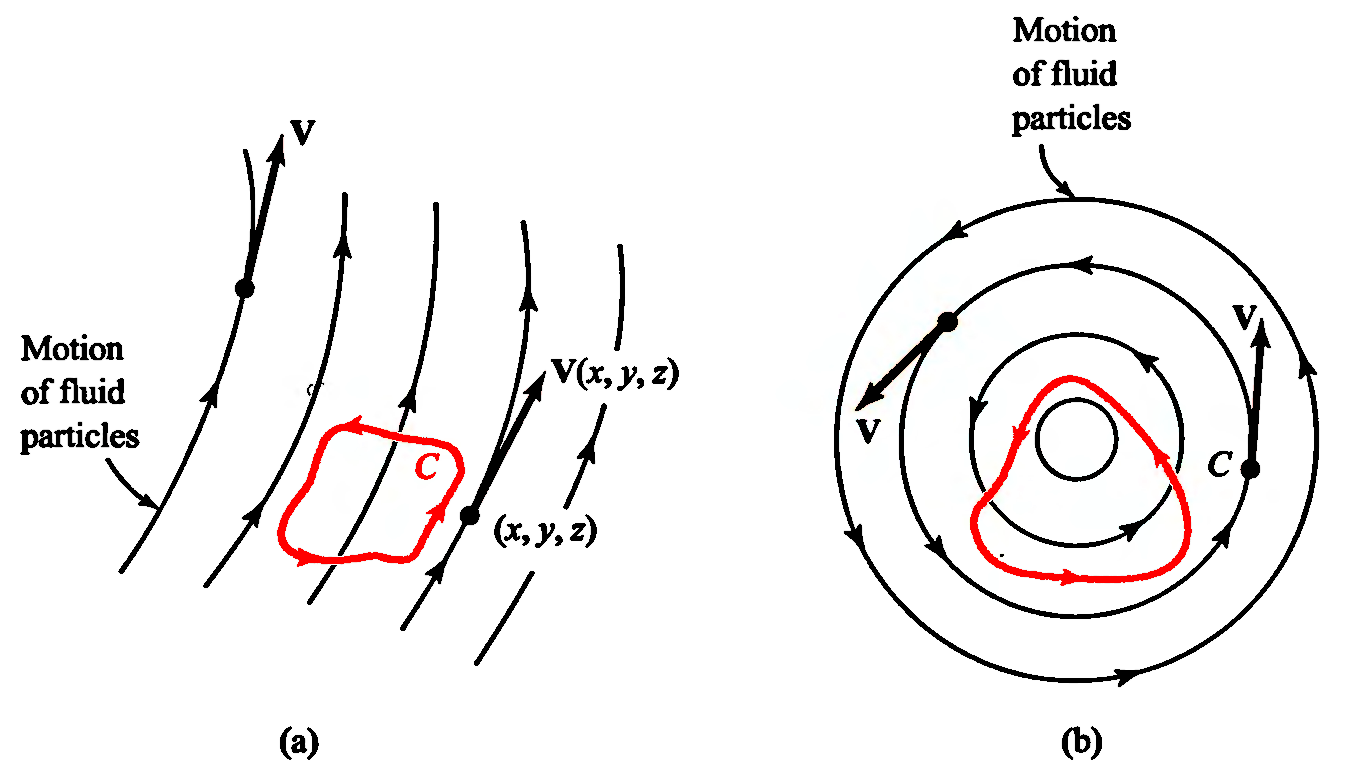 Motion
of fluid
particles
V
V
V(x, y, z)
Motion
of fluid
particles
C
V
C
(x, y, z)
V
(a)
(b)